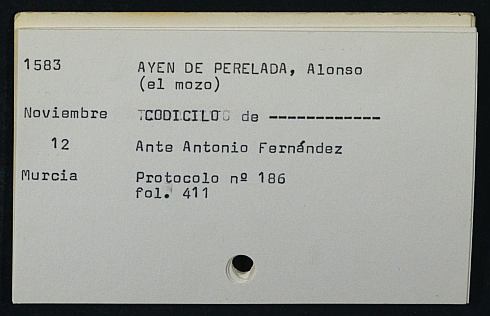 1583 AYEN DE PERELADA, Alonso
(el mozo)
Noviembre CODICILO de ------------
12 Ante Antonio Fernández
Murcia Protocolo nº 186
fol. 411